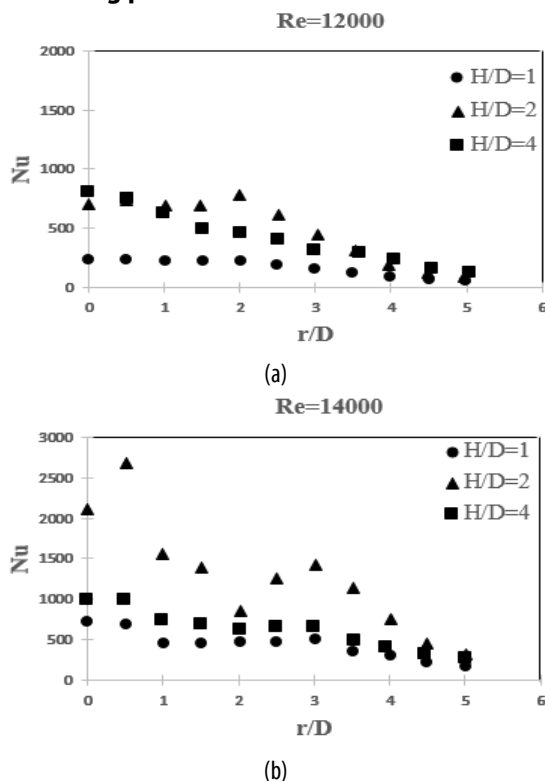 Re=12000
2000
1500
1000
500
0
Nu
H/D=1
H/D=2
H/D=4
0 1 2 3 4 5 6
r/D
(a)
Re=14000
3000
2500
2000
1500
1000
500
0
Nu
H/D=1
H/D=2
H/D=4
0 1 2 3 4 5 6
r/D
(b)